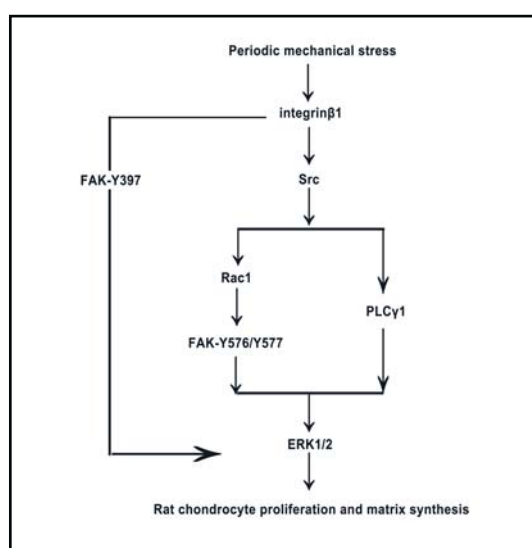 Periodic mechanical stress
integrinβ1
FAK-Y397
Src
Rac1
PLCγ1
FAK-Y576/Y577
ERK1/2
Rat chondrocyte proliferation and matrix synthesis